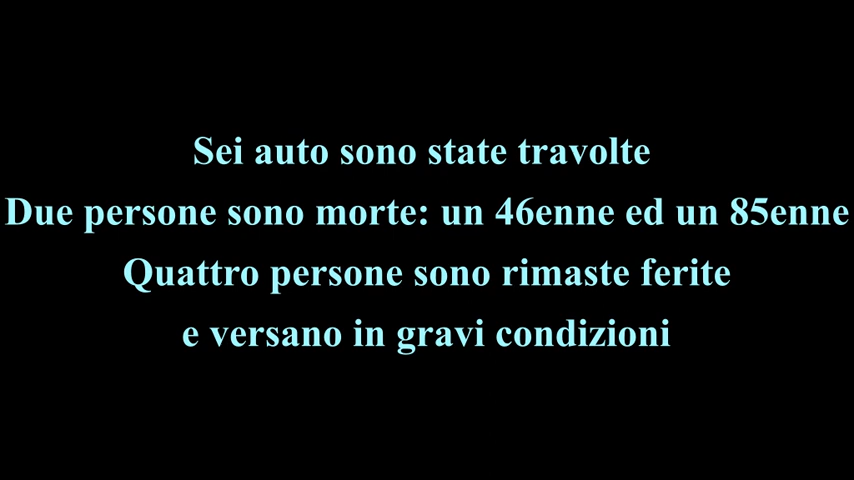 Sei auto sono state travolte
Due persone sono morte: un 46enne ed un 85enne
Quattro persone sono rimaste ferite
e versano in gravi condizioni